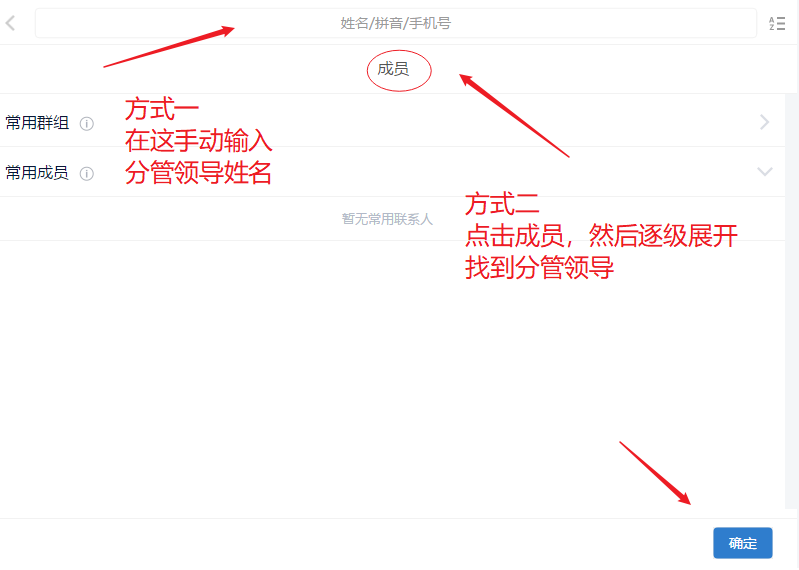 姓名/拼音/手机号
成员
常用群组
方式一
在这手动输入
分管领导姓名
常用成员
暂无常用联系人
方式二
点击成员，然后逐级展开
找到分管领导
确定